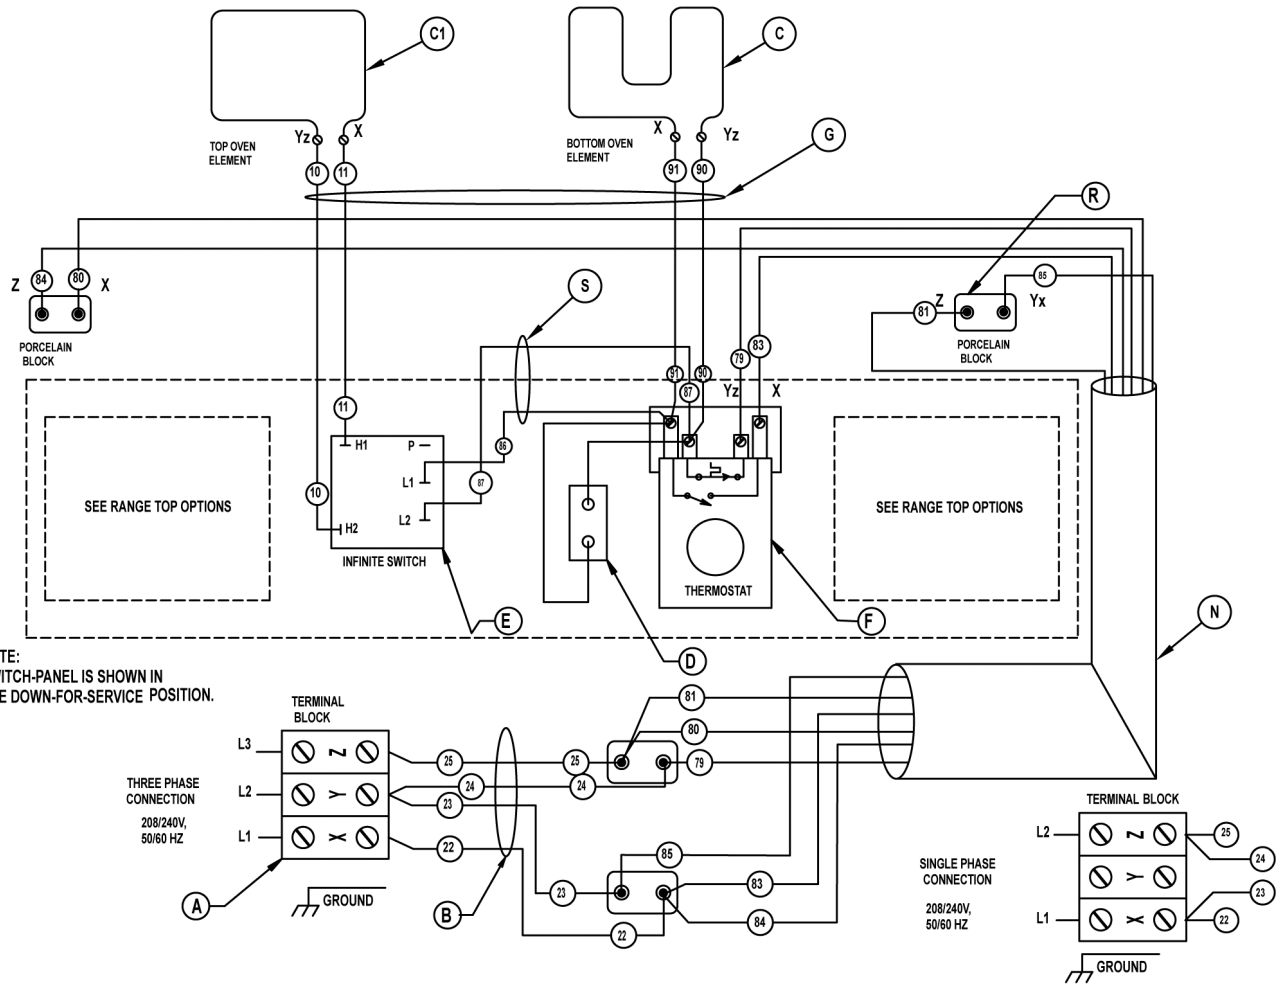 C1
C
Yz
X
TOP OVEN
ELEMENT
X
Yz
BOTTOM OVEN
ELEMENT
G
10
11
91
90
R
Z
84
80
X
S
81
Z
85
Yx
PORCELAIN
BLOCK
PORCELAIN
BLOCK
79
83
91
90
87
Yz
X
11
H1
P
86
L1
87
10
H2
L2
INFINITE SWITCH
SEE RANGE TOP OPTIONS
SEE RANGE TOP OPTIONS
THERMOSTAT
E
F
N
D
TE:
ITCH-PANEL IS SHOWN IN
E DOWN-FOR-SERVICE POSITION.
TERMINAL
BLOCK
L3
Z
25
25
81
80
79
THREE PHASE
CONNECTION
L2
Y
24
24
23
208/240V,
50/60 HZ
L1
X
22
85
83
23
84
22
A
B
GROUND
TERMINAL BLOCK
L2
Z
25
24
SINGLE PHASE
CONNECTION
Y
23
208/240V,
50/60 HZ
L1
X
22
GROUND